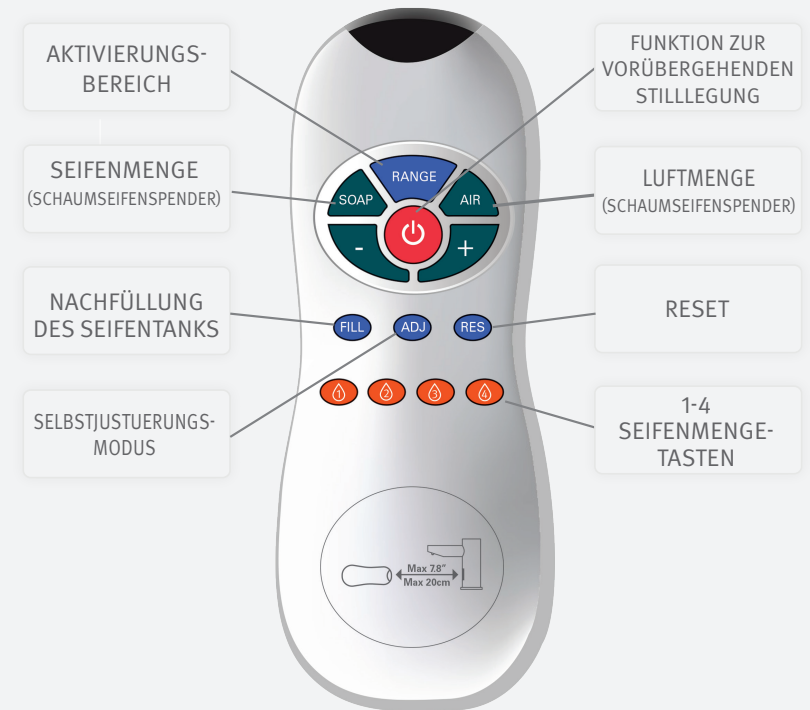 AKTIVIERUNGS-
BEREICH
FUNKTION ZUR
VORÜBERGEHENDEN
STILLLEGUNG
SEIFENMENGE
(SCHAUMSEIFENSPENDER)
LUFTMENGE
(SCHAUMSEIFENSPENDER)
RANGE
SOAP
AIR
-
+
NACHFÜLLUNG
DES SEIFENTANKS
FILL
ADJ
RES
RESET
SELBSTJUSTUERUNGS-
MODUS
1
2
3
4
1-4
SEIFENMENGE-
TASTEN
Max 7.8"
Max 20cm